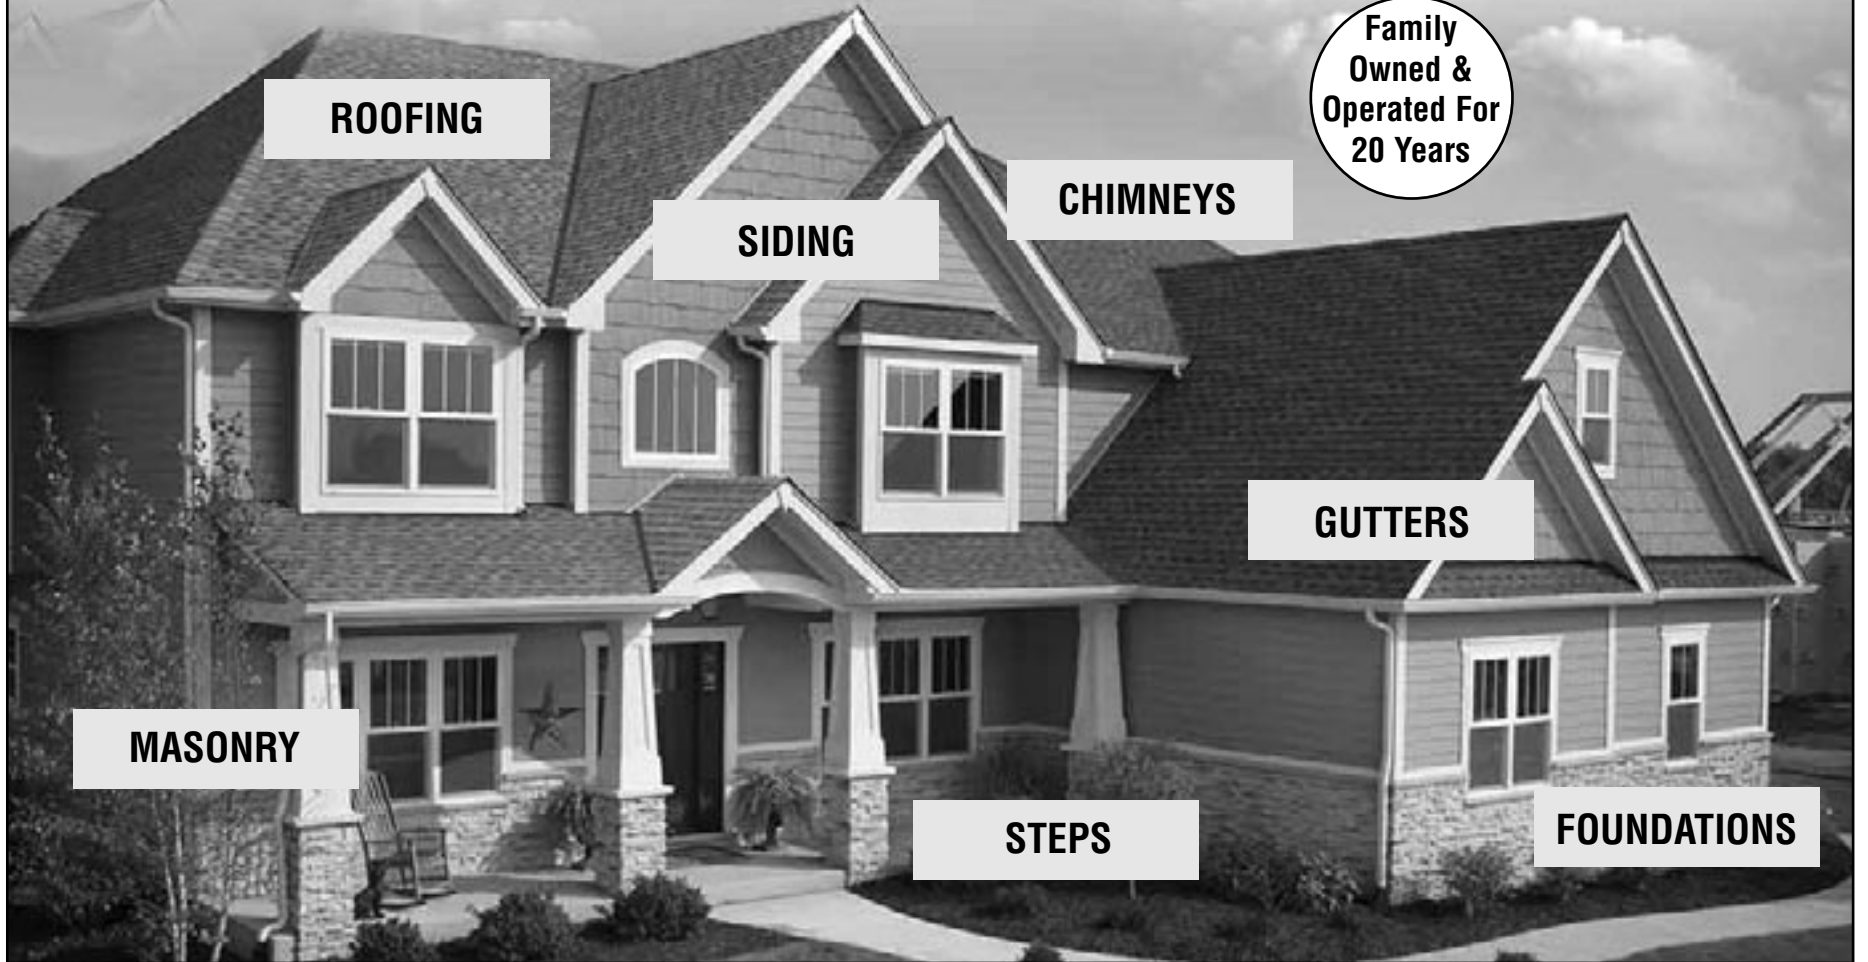 Family
Owned &
Operated For
20 Years
ROOFING
CHIMNEYS
SIDING
GUTTERS
MASONRY
STEPS
FOUNDATIONS